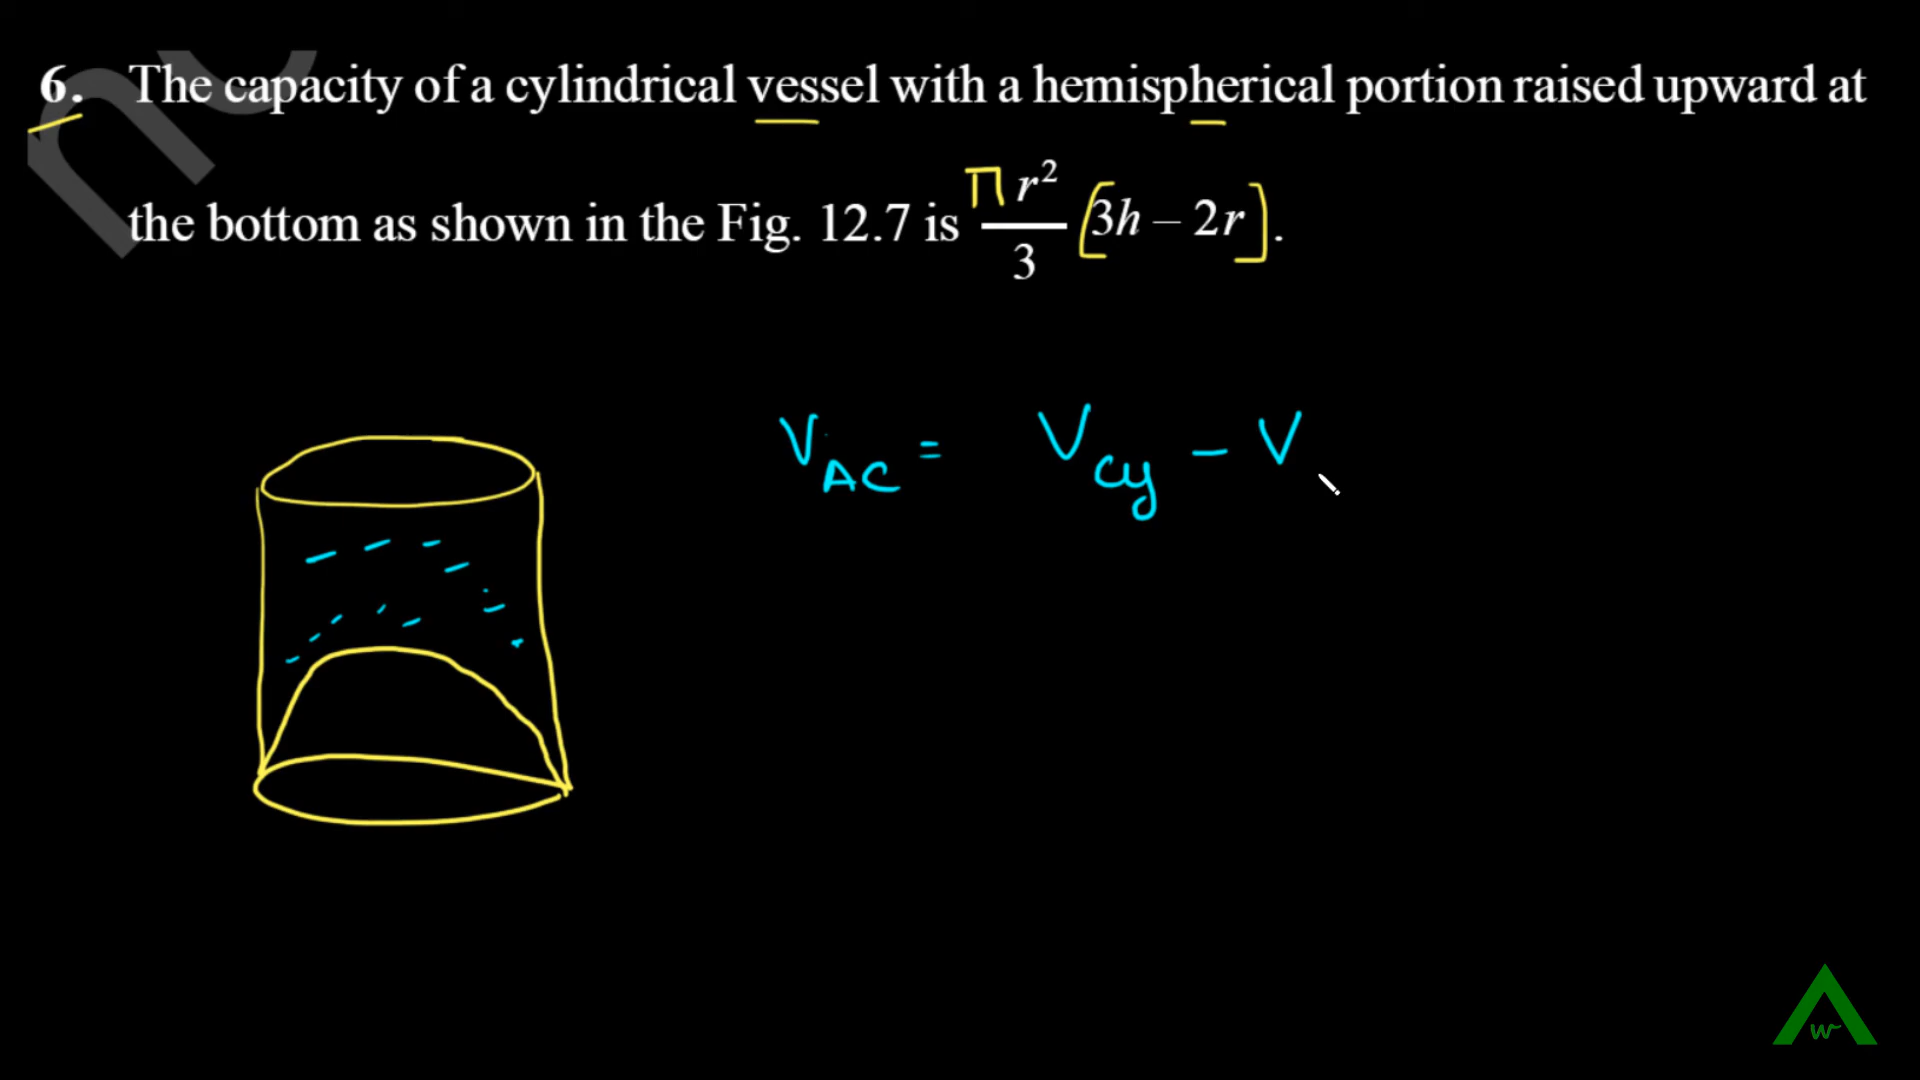 6. The capacity of a cylindrical vessel with a hemispherical portion raised upward at
the bottom as shown in the Fig. 12.7 is πr²/3 [3h – 2r].
V_AC = V_cy – V
w